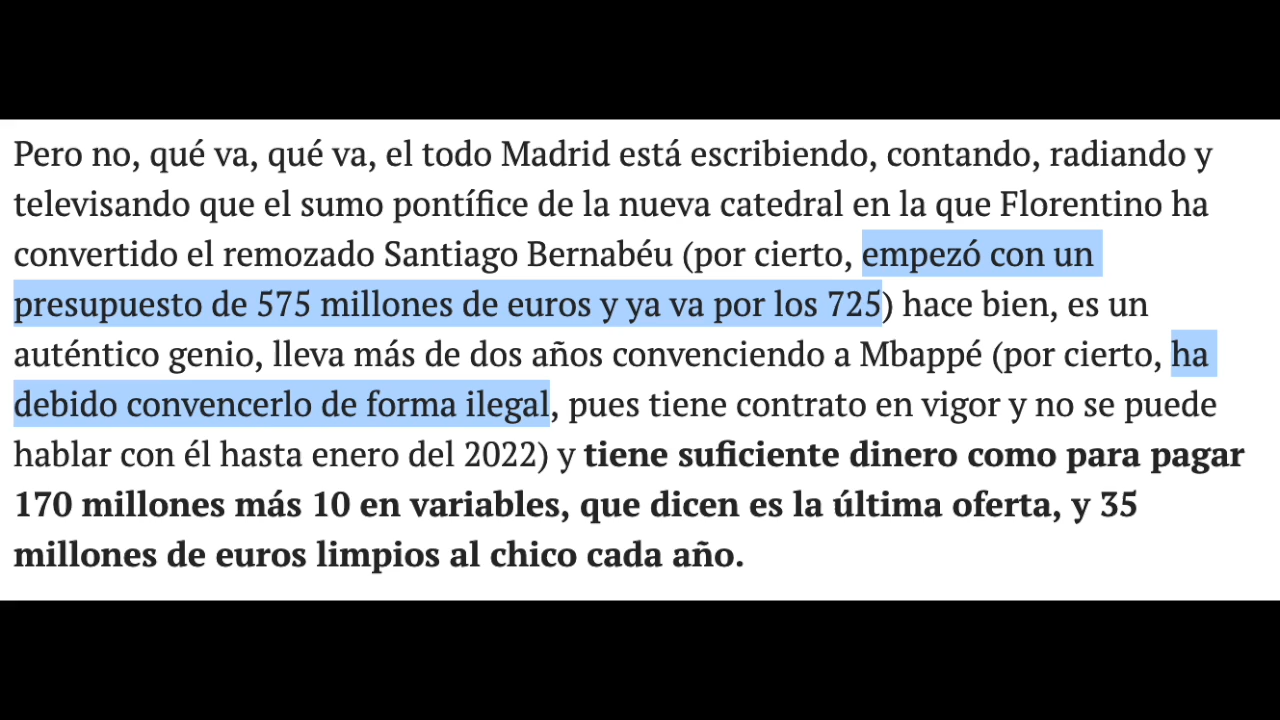 Pero no, qué va, qué va, el todo Madrid está escribiendo, contando, radiando y
televisando que el sumo pontífice de la nueva catedral en la que Florentino ha
convertido el remozado Santiago Bernabéu (por cierto, empezó con un
presupuesto de 575 millones de euros y ya va por los 725) hace bien, es un
auténtico genio, lleva más de dos años convenciendo a Mbappé (por cierto, ha
debido convencerlo de forma ilegal, pues tiene contrato en vigor y no se puede
hablar con él hasta enero del 2022) y tiene suficiente dinero como para pagar
170 millones más 10 en variables, que dicen es la última oferta, y 35
millones de euros limpios al chico cada año.